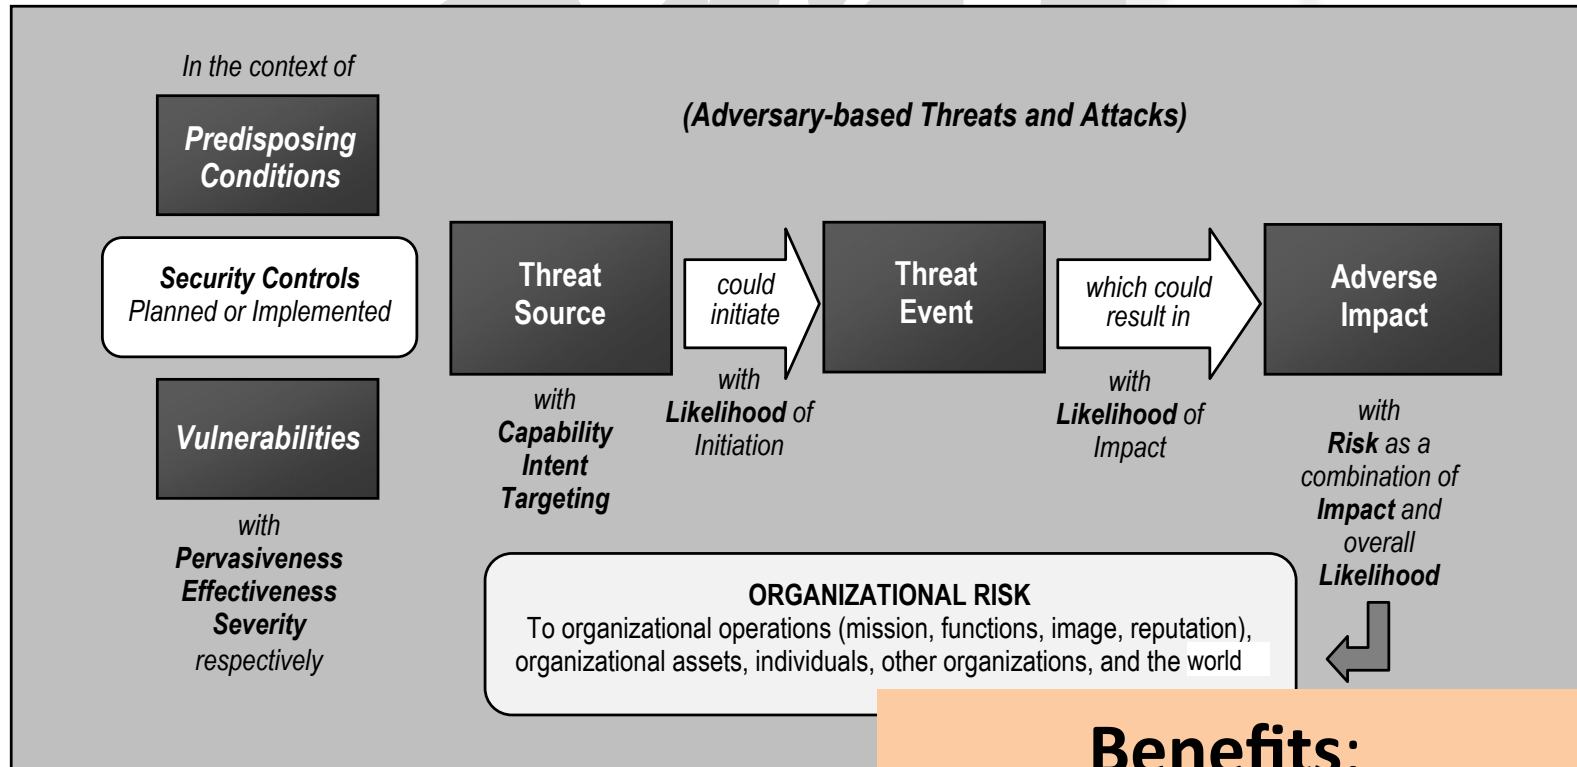 In the context of
Predisposing
Conditions
Security Controls
Planned or Implemented
Vulnerabilities
with
Pervasiveness
Effectiveness
Severity
respectively
(Adversary-based Threats and Attacks)
Threat
Source
with
Capability
Intent
Targeting
could
initiate
with
Likelihood of
Initiation
Threat
Event
which could
result in
with
Likelihood of
Impact
Adverse
Impact
with
Risk as a
combination of
Impact and
overall
Likelihood
ORGANIZATIONAL RISK
To organizational operations (mission, functions, image, reputation),
organizational assets, individuals, other organizations, and the world
Benefits: